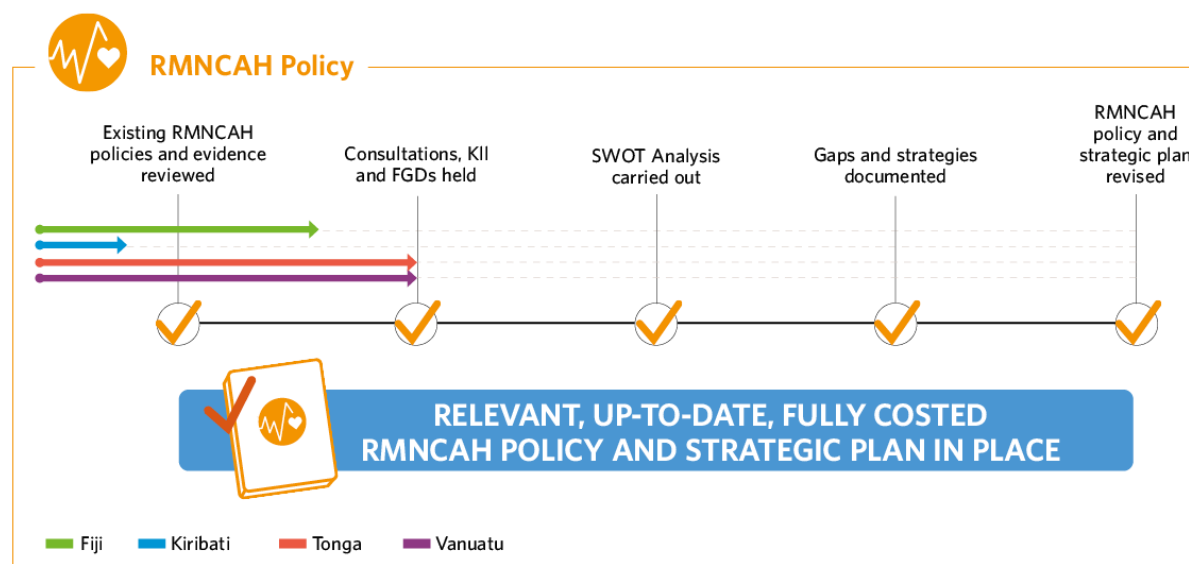 RMNCAH Policy
Existing RMNCAH
policies and evidence
reviewed
Consultations, KII
and FGDs held
SWOT Analysis
carried out
Gaps and strategies
documented
RMNCAH
policy and
strategic plan
revised
RELEVANT, UP-TO-DATE, FULLY COSTED
RMNCAH POLICY AND STRATEGIC PLAN IN PLACE
Fiji
Kiribati
Tonga
Vanuatu